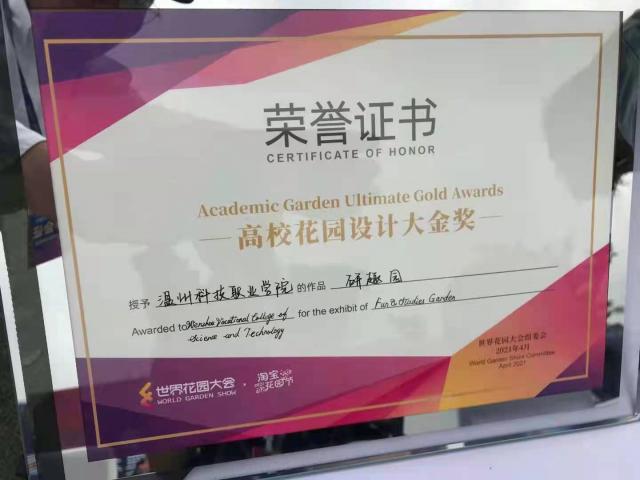 荣誉证书
CERTIFICATE OF HONOR
Academic Garden Ultimate Gold Awards
高校花园设计大金奖
授予 温州科技职业学院 的作品 研趣园
Awarded to Wenzhou Vocational College of Science and Technology for the exhibit of Fun & Studies Garden
世界花园大会
WORLD GARDEN SHOW
淘宝
花园节
世界花园大会组委会
2021年4月
World Garden Show Committee
April 2021